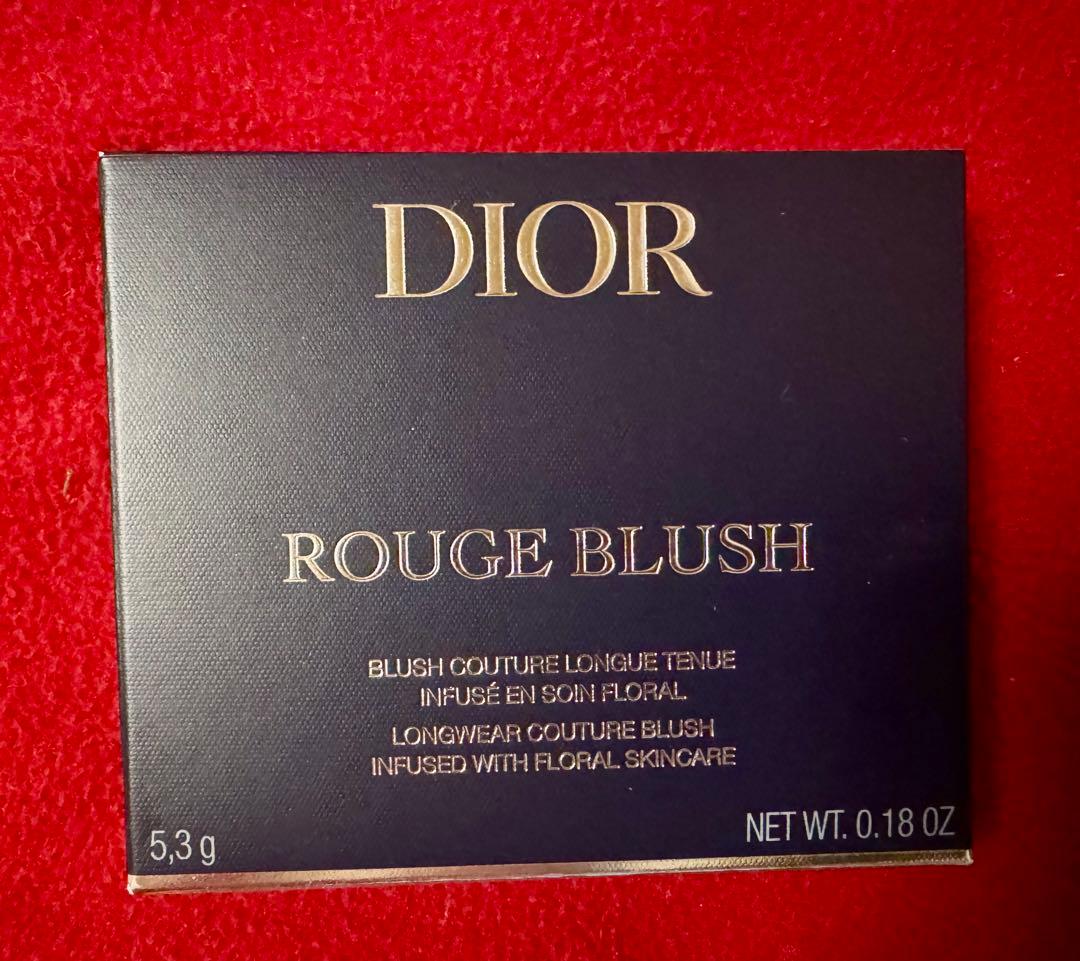 DIOR
ROUGE BLUSH
BLUSH COUTURE LONGUE TENUE
INFUSÉ EN SOIN FLORAL
LONGWEAR COUTURE BLUSH
INFUSED WITH FLORAL SKINCARE
5,3 g
NET WT. 0.18 OZ